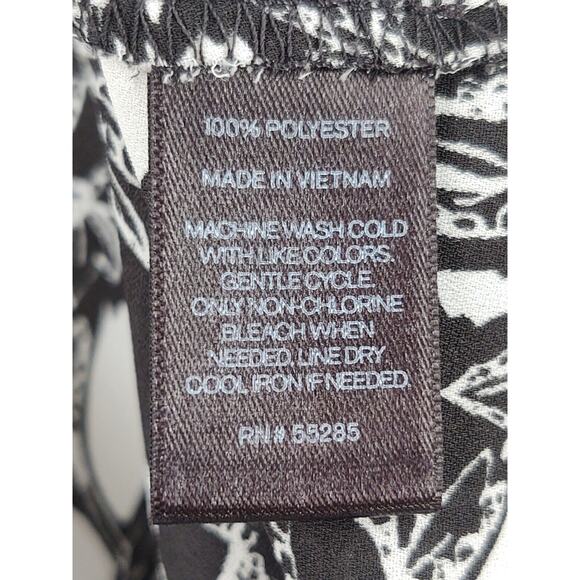 100% POLYESTER
MADE IN VIETNAM
MACHINE WASH COLD
WITH LIKE COLORS,
GENTLE CYCLE.
ONLY NON-CHLORINE
BLEACH WHEN
NEEDED, LINE DRY
COOL IRON IF NEEDED.
RN# 55285